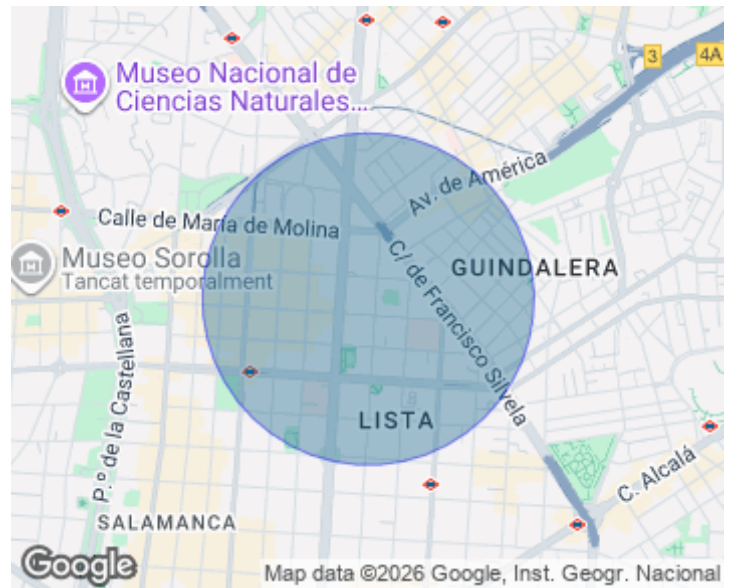 Museo Nacional de
Ciencias Naturales...
3
4A
Av. de América
Calle de María de Molina
Museo Sorolla
Tancat temporalment
GUINDALERA
C/ de Francisco Silvela
P.º de la Castellana
LISTA
C. Alcalá
SALAMANCA
Google
Map data ©2026 Google, Inst. Geogr. Nacional